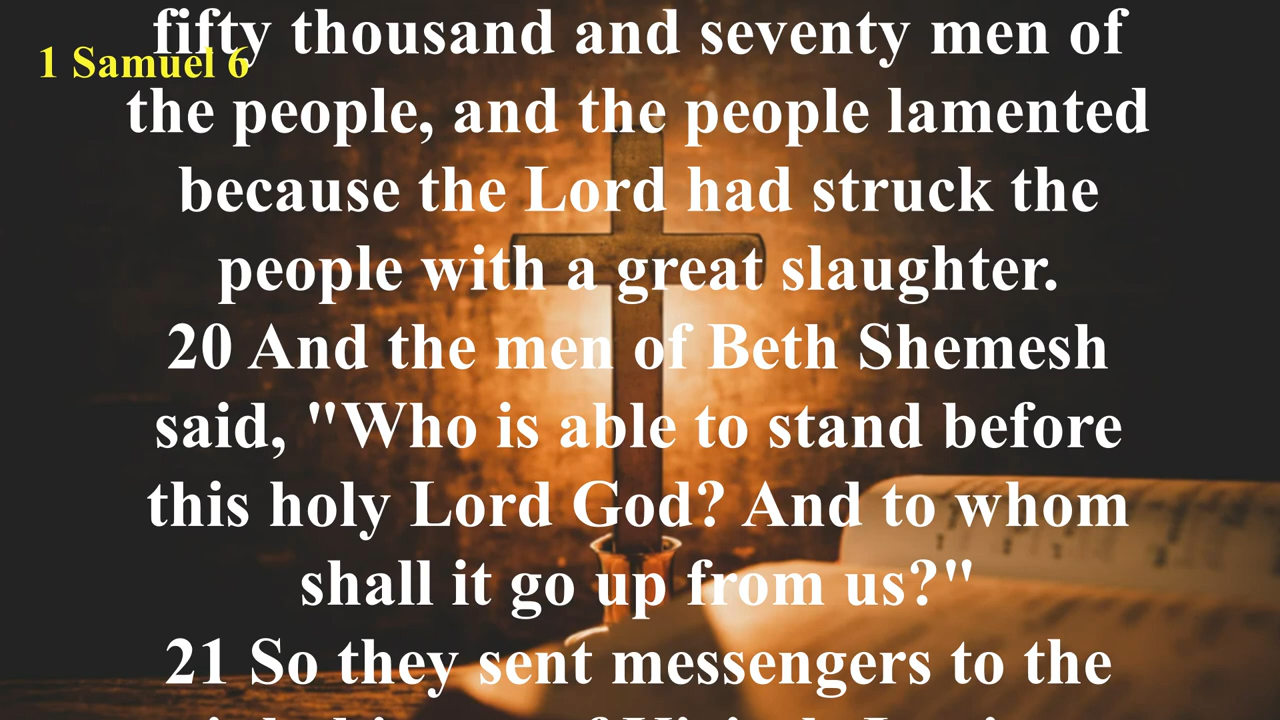 1 Samuel 6
fifty thousand and seventy men of
the people, and the people lamented
because the Lord had struck the
people with a great slaughter.
20 And the men of Beth Shemesh
said, "Who is able to stand before
this holy Lord God? And to whom
shall it go up from us?"
21 So they sent messengers to the